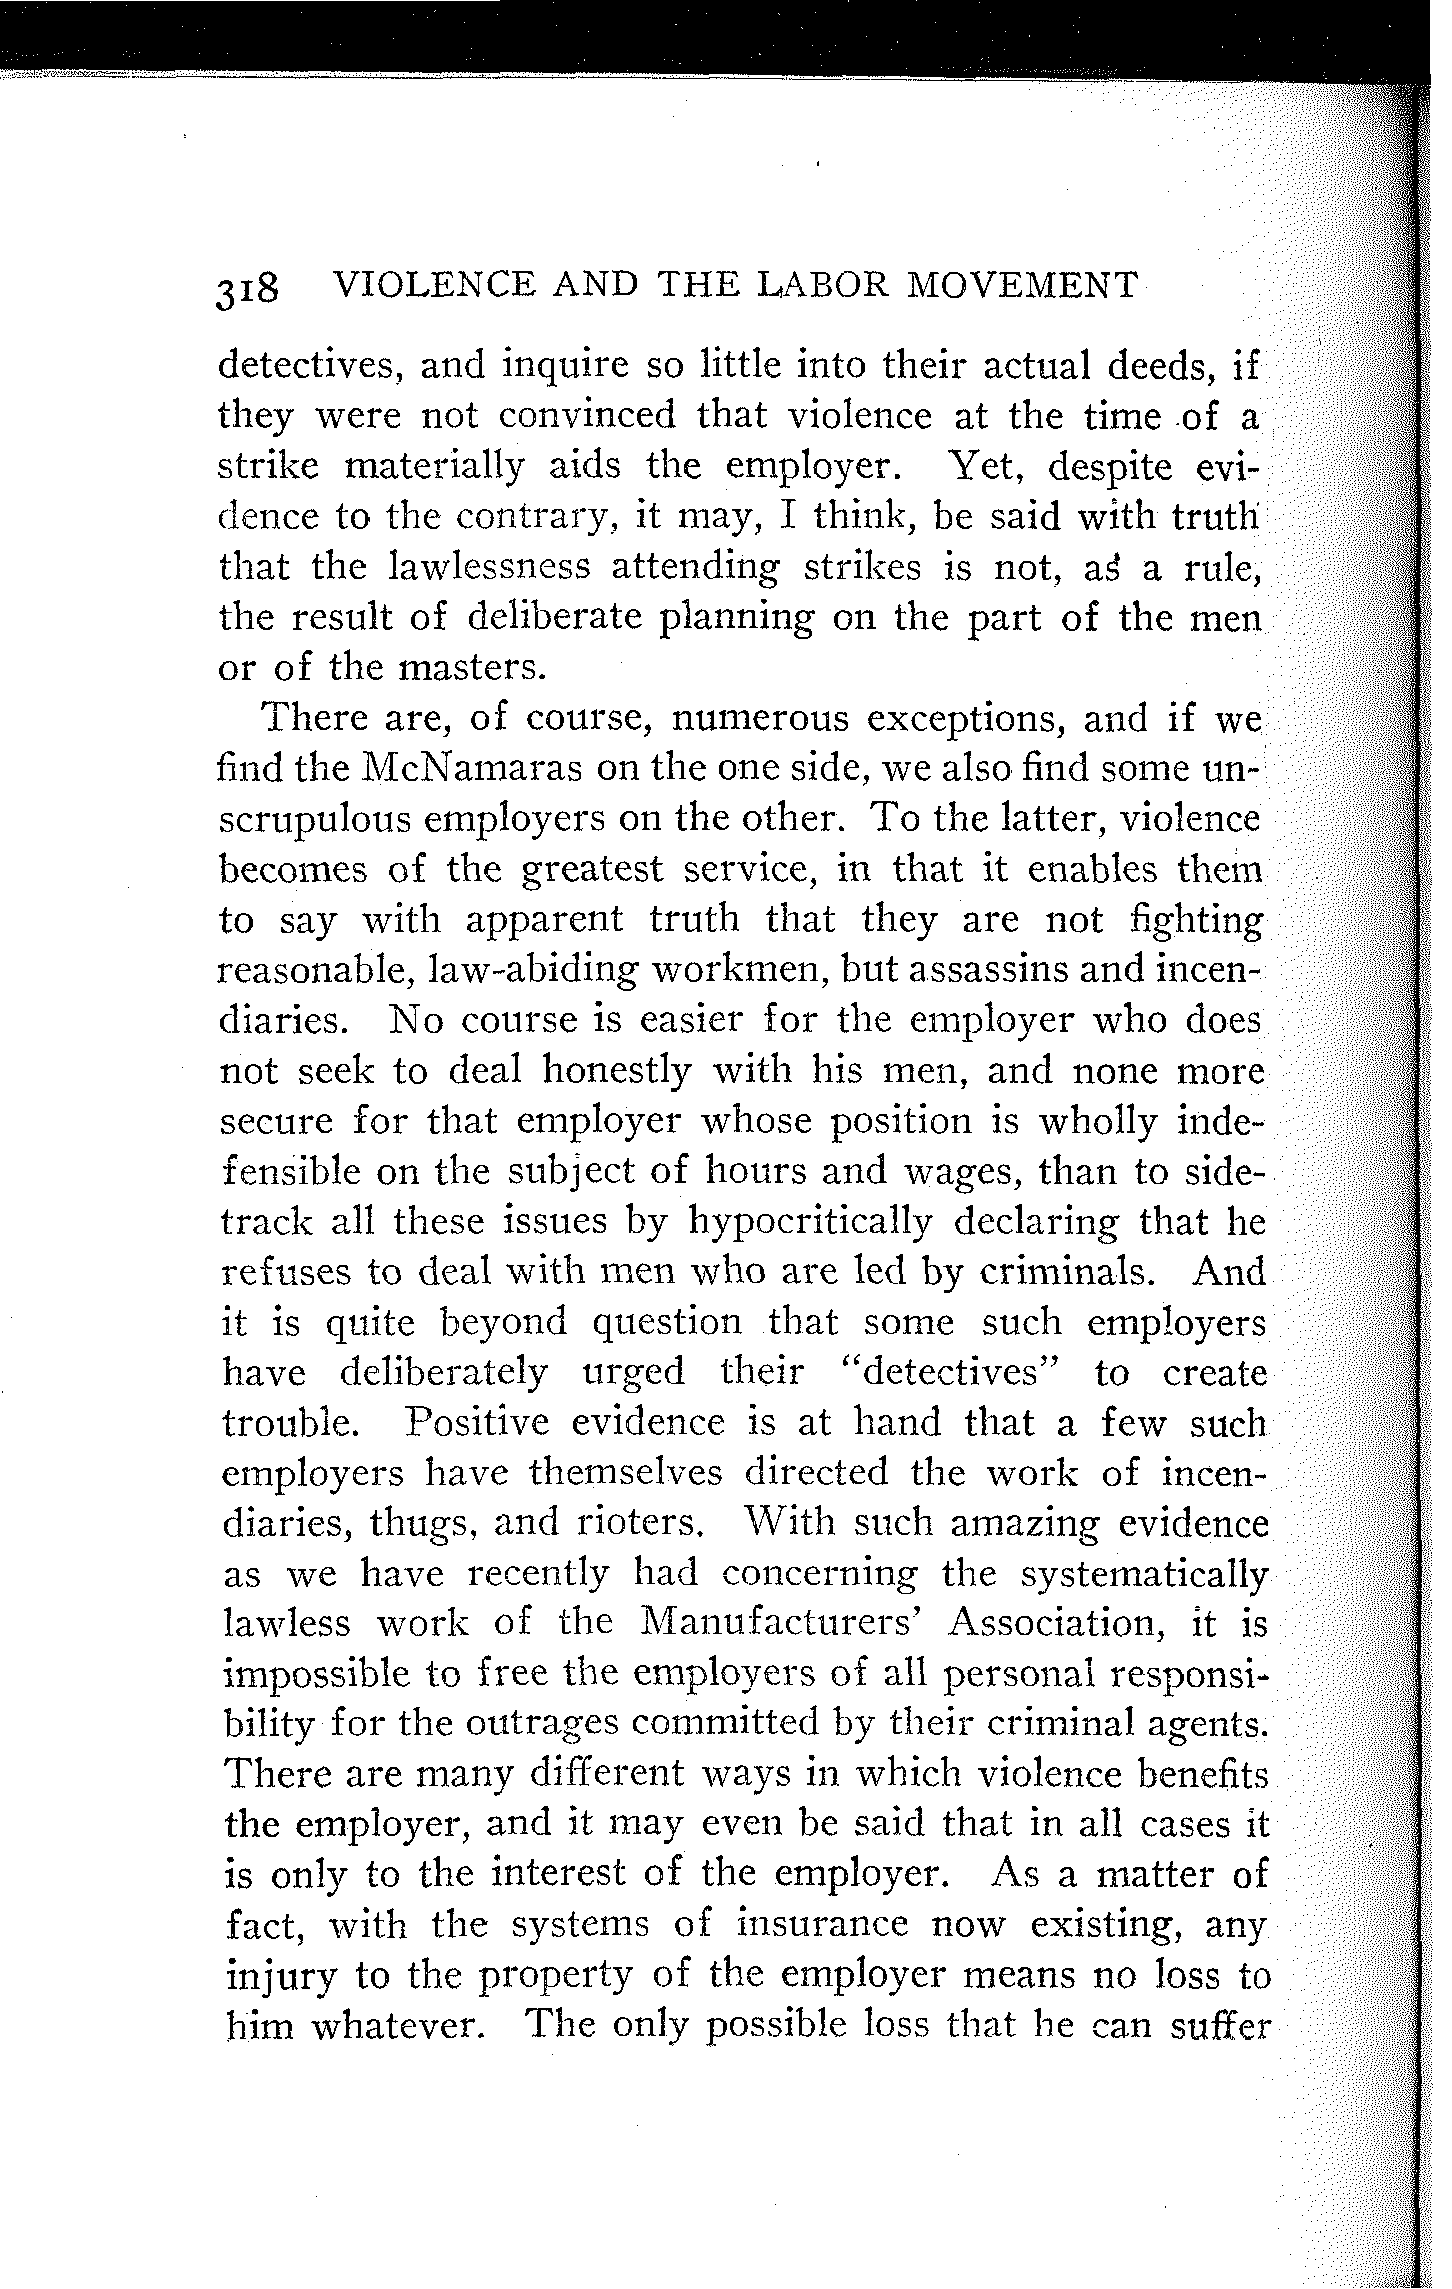 318 VIOLENCE AND THE LABOR MOVEMENT
detectives, and inquire so little into their actual deeds, if
they were not convinced that violence at the time of a
strike materially aids the employer. Yet, despite evi-
dence to the contrary, it may, I think, be said with truth
that the lawlessness attending strikes is not, as a rule,
the result of deliberate planning on the part of the men
or of the masters.
There are, of course, numerous exceptions, and if we
find the McNamaras on the one side, we also find some un-
scrupulous employers on the other. To the latter, violence
becomes of the greatest service, in that it enables them
to say with apparent truth that they are not fighting
reasonable, law-abiding workmen, but assassins and incen-
diaries. No course is easier for the employer who does
not seek to deal honestly with his men, and none more
secure for that employer whose position is wholly inde-
fensible on the subject of hours and wages, than to side-
track all these issues by hypocritically declaring that he
refuses to deal with men who are led by criminals. And
it is quite beyond question that some such employers
have deliberately urged their “detectives” to create
trouble. Positive evidence is at hand that a few such
employers have themselves directed the work of incen-
diaries, thugs, and rioters. With such amazing evidence
as we have recently had concerning the systematically
lawless work of the Manufacturers’ Association, it is
impossible to free the employers of all personal responsi-
bility for the outrages committed by their criminal agents.
There are many different ways in which violence benefits
the employer, and it may even be said that in all cases it
is only to the interest of the employer. As a matter of
fact, with the systems of insurance now existing, any
injury to the property of the employer means no loss to
him whatever. The only possible loss that he can suffer